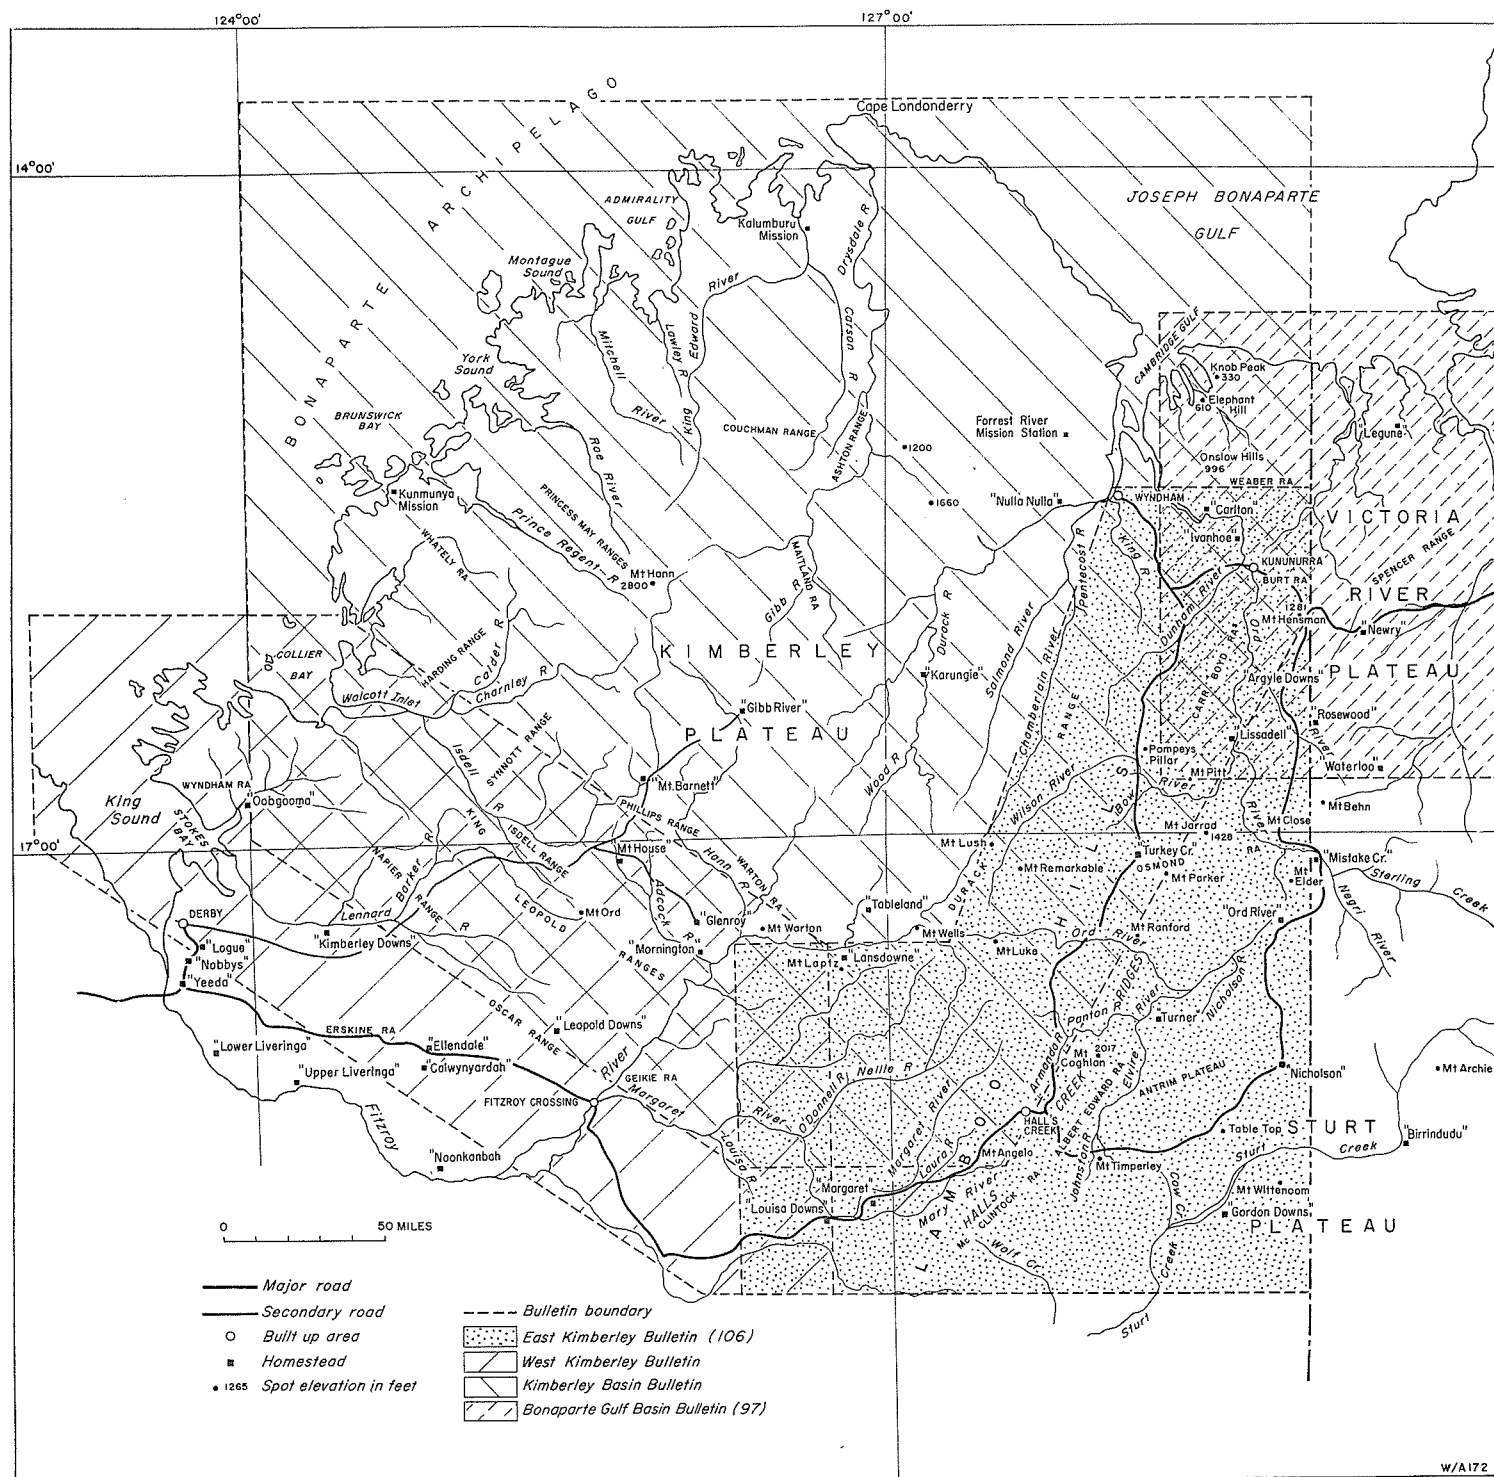 124°00'
127°00'
14°00'
17°00'
BONAPARTE ARCHIPELAGO
Cape Londonderry
JOSEPH BONAPARTE
GULF
ADMIRALITY
GULF
Kalumburu
Mission
Drysdale R
Montague
Sound
King Edward River
Carson R
Mitchell River
Lawley R
York
Sound
CAMBRIDGE GULF
Knob Peak
330
610
Elephant
Hill
BRUNSWICK
BAY
COUCHMAN RANGE
ASHTON RANGE
1200
Forrest River
Mission Station
"Legune"
Onslow Hills
996
WEABER RA
Roe River
Kunmunya
Mission
PRINCESS MAY RANGES
Prince Regent R
1660
"Nulla Nulla"
WYNDHAM
"Carlton"
Ivanhoe
VICTORIA
RIVER
PLATEAU
SPENCER RANGE
WHATELY RA
Mt Hann
2800
MAITLAND RA
Gibb R
Durack R
Salmond River
Pentecost R
King R
Dunham River
KUNUNURRA
BURT RA
1281
Mt Hensman
"Newry"
HARDING RANGE
Calder R
Charnley R
Walcott Inlet
COLLIER
BAY
KIMBERLEY
PLATEAU
"Karungie"
"Gibb River"
Chamberlain River
CARR BOYD RA
Ord River
Argyle Downs"
"Rosewood"
"Lissadell"
Waterloo"
Isdell R
SYNNOTT RANGE
"Mt. Barnett"
Wood R
DURACK RANGE
Wilson River
Pompeys
Pillar
Mt Pitt
(Bow River
Mt Behn
WYNDHAM RA
"Oobgooma"
King
Sound
STOKES
BAY
PHILLIPS RANGE
ISDELL RANGE
"Mt House"
Hann R
WARTON RA
Mt Lush
Mt Remarkable
Mt Jarrad
1428
Mt Close
"Turkey Cr."
OSMOND RA
Mt Parker
"Mistake Cr."
Mt
Elder
Sterling Creek
Negri River
NAPIER RANGE
Barker R
KING LEOPOLD RANGES
Mt Ord
Adcock R
"Glenroy"
"Tableland"
DERBY
Lennard R
"Kimberley Downs"
"Logue"
"Nobbys"
"Yeeda"
"Mornington"
Mt Warton
Mt Laptz
"Lansdowne"
Mt Wells
Mt Luke
Ord River
Mt Ranford
"Ord River"
OSCAR RANGE
"Leopold Downs"
Panton River
RIDGES
"Turner"
Nicholson R
ERSKINE RA
"Lower Liveringa"
"Ellendale"
"Calwynyardah"
"Upper Liveringa"
GEIKIE RA
FITZROY CROSSING
Fitzroy River
Margaret River
O'Donnell R
Neille R
Margaret River
Laura R
Louisa R
Armanda R
Mt 2017
Coghlan
CREEK
ALBERT EDWARD RA
Elvire
ANTRIM PLATEAU
Nicholson"
Mt Archie
HALL'S
CREEK
Mt Angelo
LAMBOO HILLS
Table Top
STURT
PLATEAU
Sturt Creek
"Birrindudu"
"Noonkanbah
"Margaret"
"Louisa Downs"
Mary River
HALLS
Mc CLINTOCK RA
Johnston R
Mt Timperley
Cow Cr
Mt Wittenoom
"Gordon Downs"
Wolf Cr
Sturt Creek
0 50 MILES
Major road
Secondary road
Built up area
Homestead
1265 Spot elevation in feet
Bulletin boundary
East Kimberley Bulletin (106)
West Kimberley Bulletin
Kimberley Basin Bulletin
Bonaparte Gulf Basin Bulletin (97)
W/A172